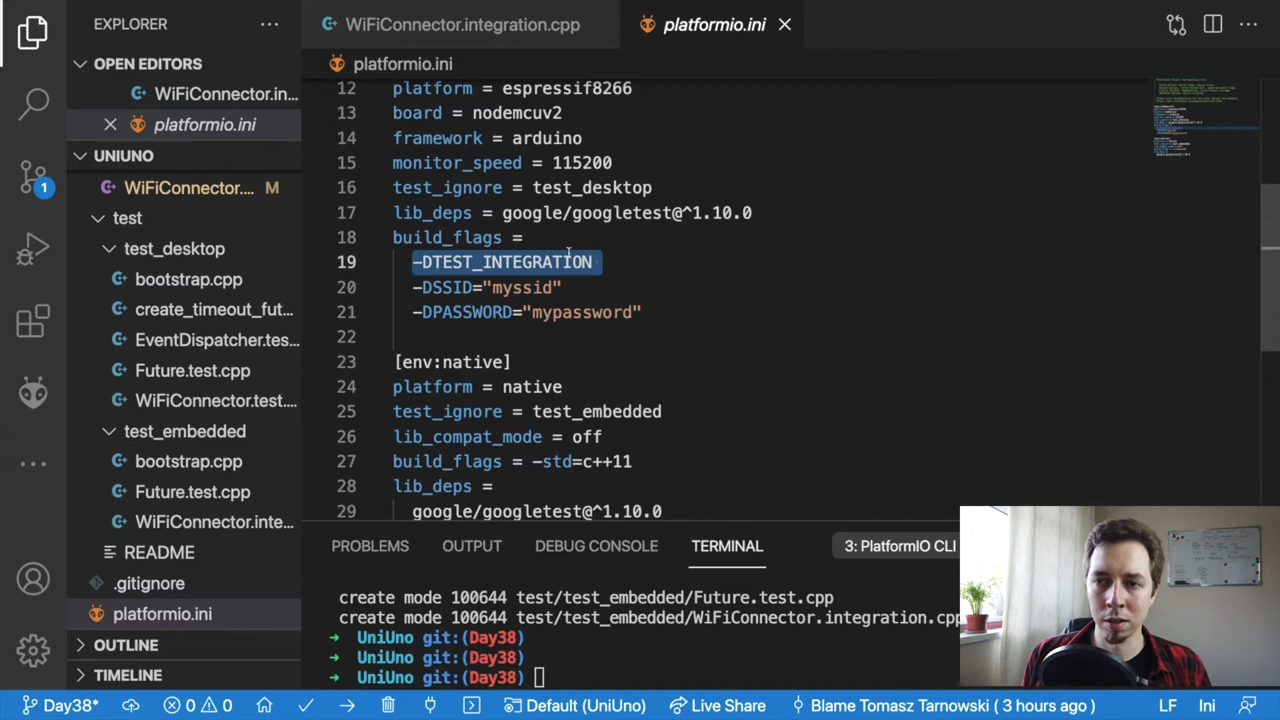 EXPLORER
OPEN EDITORS
WiFiConnector.in...
platformio.ini
UNIUNO
WiFiConnector.... M
test
test_desktop
bootstrap.cpp
create_timeout_fut...
EventDispatcher.tes...
Future.test.cpp
WiFiConnector.test....
test_embedded
bootstrap.cpp
Future.test.cpp
WiFiConnector.inte...
README
.gitignore
platformio.ini
OUTLINE
TIMELINE
1
WiFiConnector.integration.cpp
platformio.ini
platformio.ini
12 platform = espressif8266
13 board = nodemcuv2
14 framework = arduino
15 monitor_speed = 115200
16 test_ignore = test_desktop
17 lib_deps = google/googletest@^1.10.0
18 build_flags =
19 -DTEST_INTEGRATION
20 -DSSID="myssid"
21 -DPASSWORD="mypassword"
22
23 [env:native]
24 platform = native
25 test_ignore = test_embedded
26 lib_compat_mode = off
27 build_flags = -std=c++11
28 lib_deps =
29 google/googletest@^1.10.0
PROBLEMS OUTPUT DEBUG CONSOLE TERMINAL 3: PlatformIO CLI
create mode 100644 test/test_embedded/Future.test.cpp
create mode 100644 test/test_embedded/WiFiConnector.integration.cpp
→ UniUno git:(Day38)
→ UniUno git:(Day38)
→ UniUno git:(Day38)
Day38* 0 0 Default (UniUno) Live Share Blame Tomasz Tarnowski ( 3 hours ago ) LF Ini